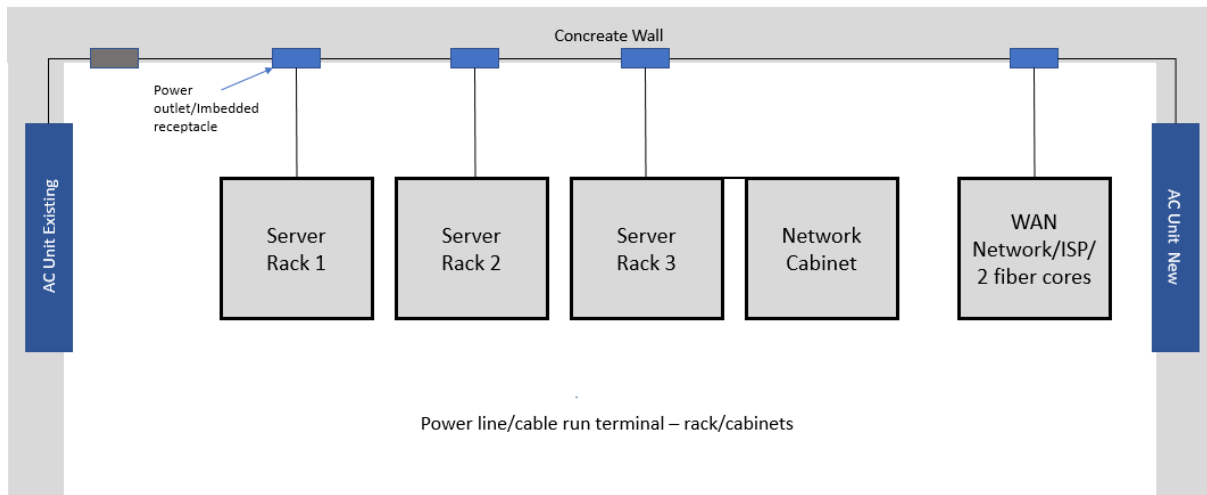 Concreate Wall
Power
outlet/Imbedded
receptacle
AC Unit Existing
Server
Rack 1
Server
Rack 2
Server
Rack 3
Network
Cabinet
WAN
Network/ISP/
2 fiber cores
AC Unit New
Power line/cable run terminal – rack/cabinets